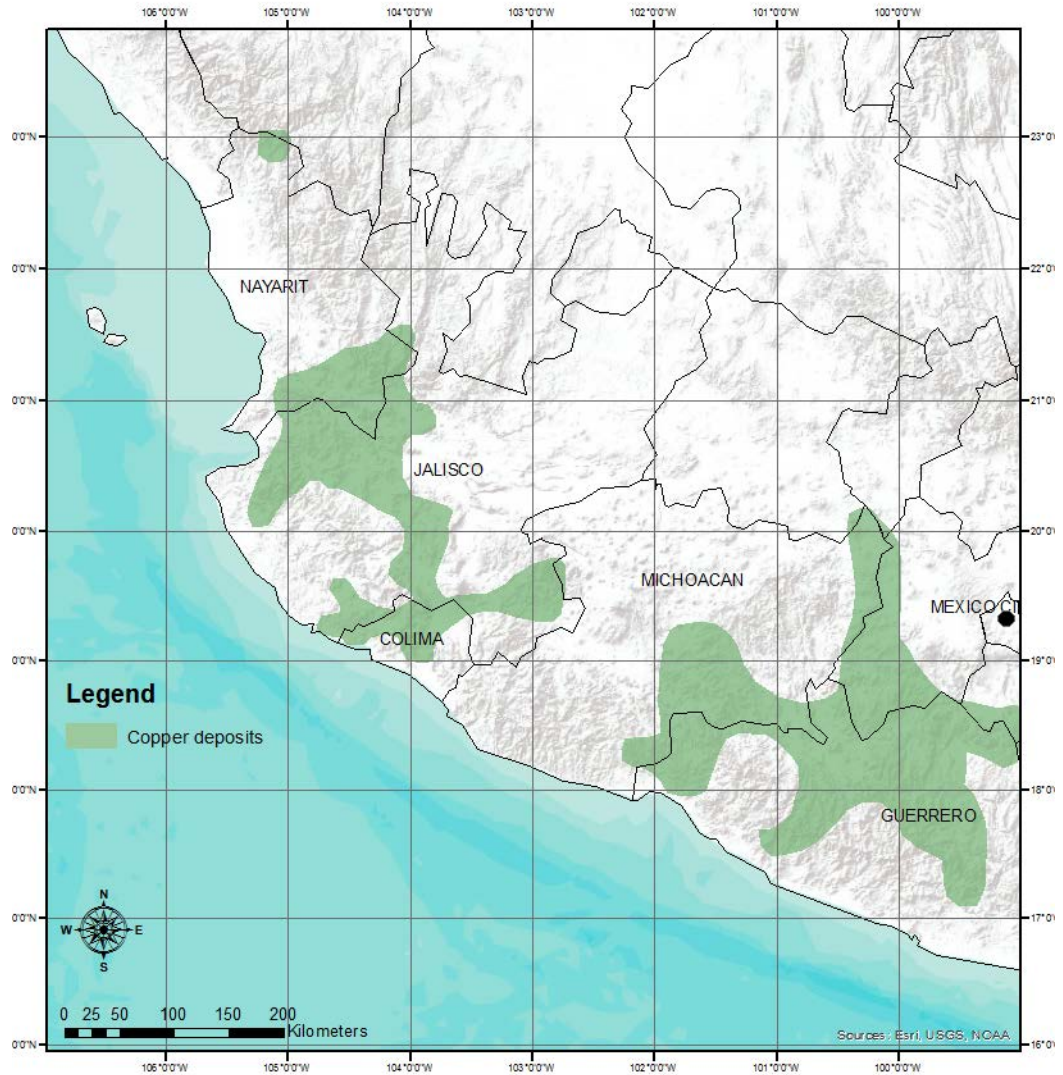 106°0'0"W 105°0'0"W 104°0'0"W 103°0'0"W 102°0'0"W 101°0'0"W 100°0'0"W
0'0"N 23°0'0"
0'0"N 22°0'0"
NAYARIT
0'0"N 21°0'0"
JALISCO
0'0"N 20°0'0"
MICHOACAN
MEXICO CT
COLIMA
0'0"N 19°0'0"
Legend
Copper deposits
0'0"N 18°0'0"
GUERRERO
N
0'0"N 17°0'0"
W E
S
0 25 50 100 150 200
Kilometers
Sources: Esri, USGS, NOAA
0'0"N 16°0'0"
106°0'0"W 105°0'0"W 104°0'0"W 103°0'0"W 102°0'0"W 101°0'0"W 100°0'0"W